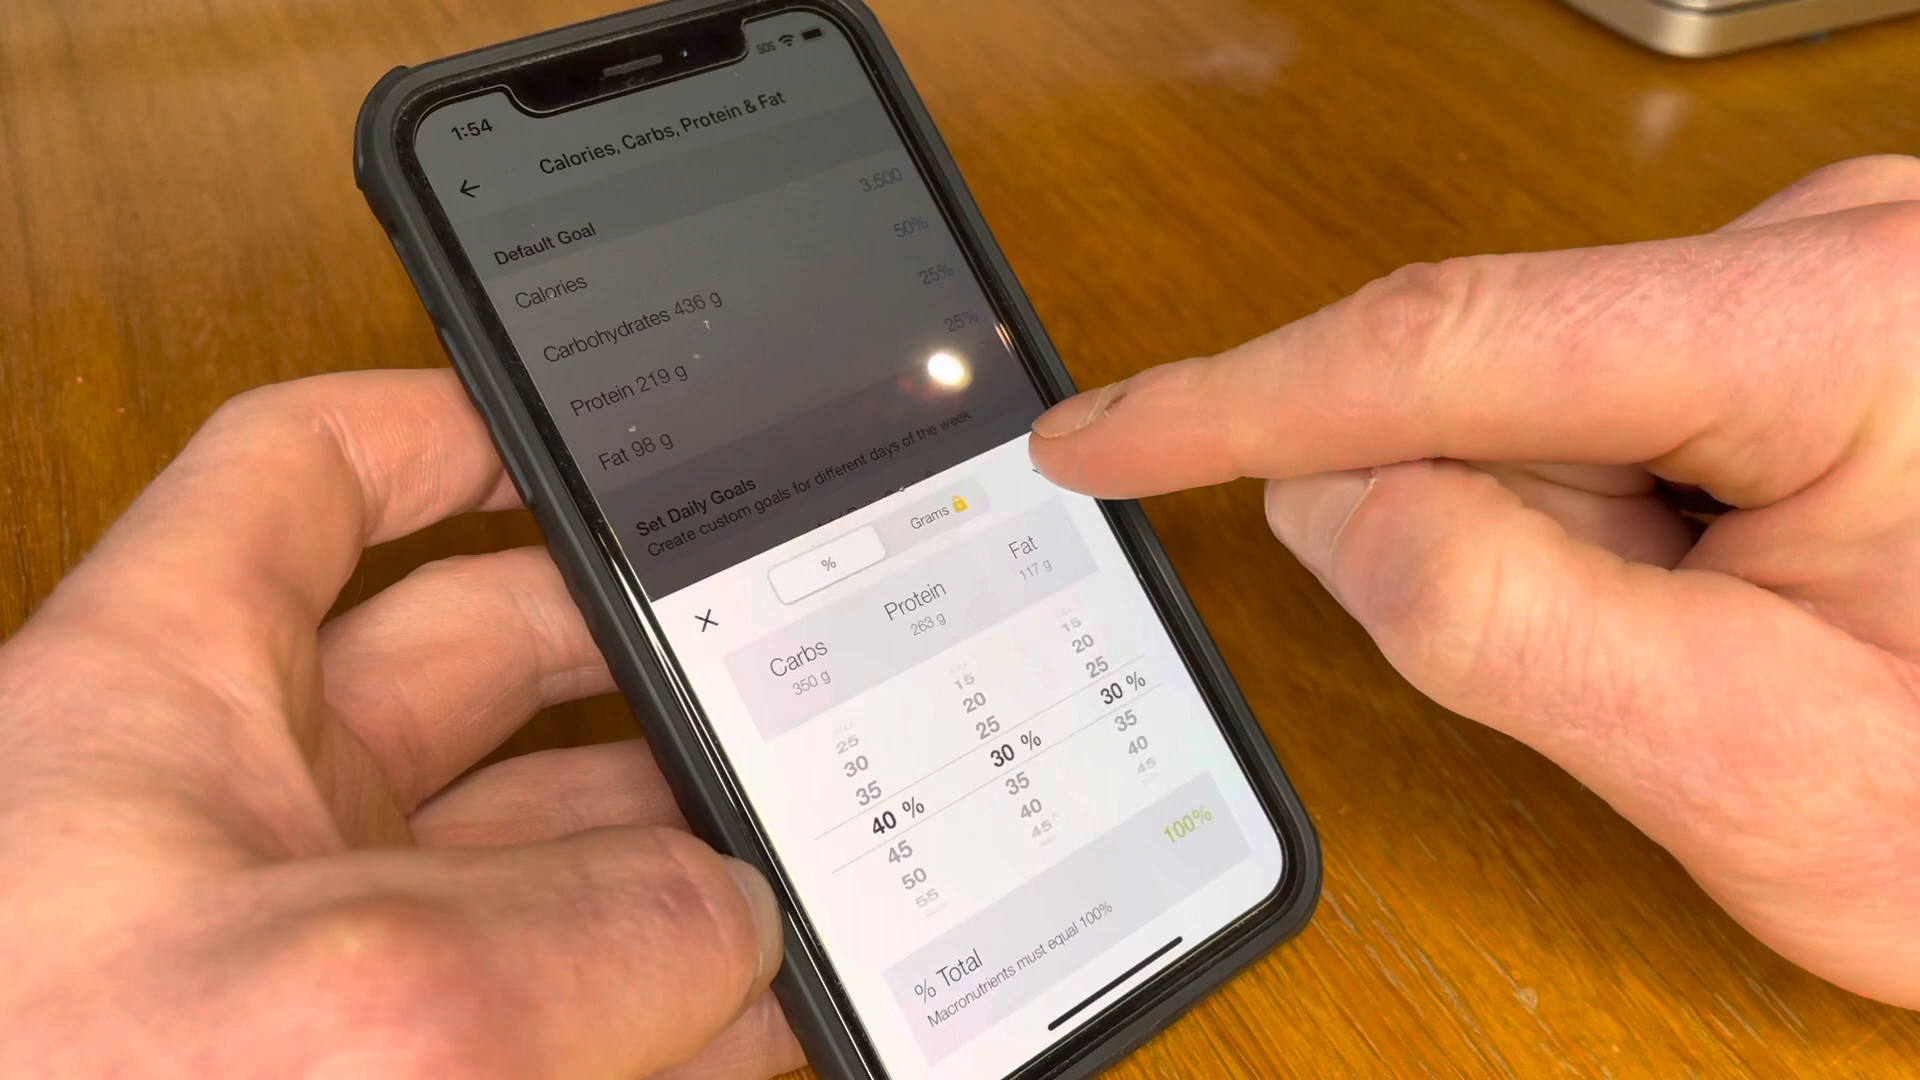 SOS
1:54
Calories, Carbs, Protein & Fat
Default Goal
Calories 3,500
Carbohydrates 436 g 50%
Protein 219 g 25%
Fat 98 g 25%
Set Daily Goals
Create custom goals for different days of the week
% Grams
Carbs Protein Fat
350 g 263 g 117 g
25 15 15
30 20 20
35 25 25
40 % 30 % 30 %
45 35 35
50 40 40
55 45 45
% Total 100%
Macronutrients must equal 100%